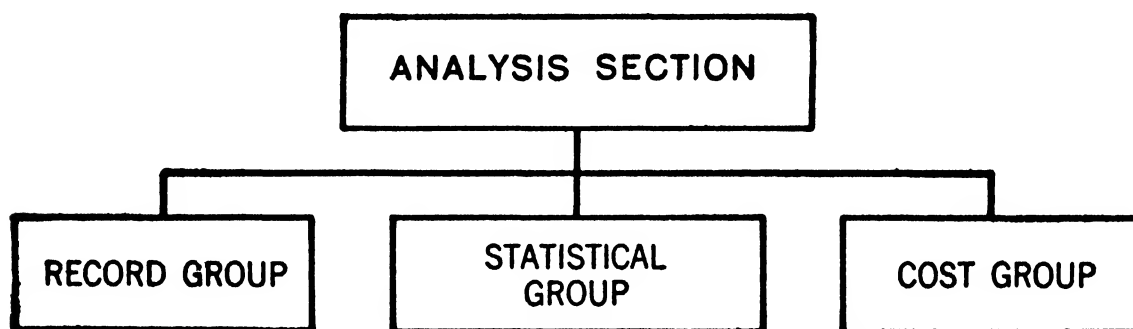 ANALYSIS SECTION
RECORD GROUP
STATISTICAL
GROUP
COST GROUP